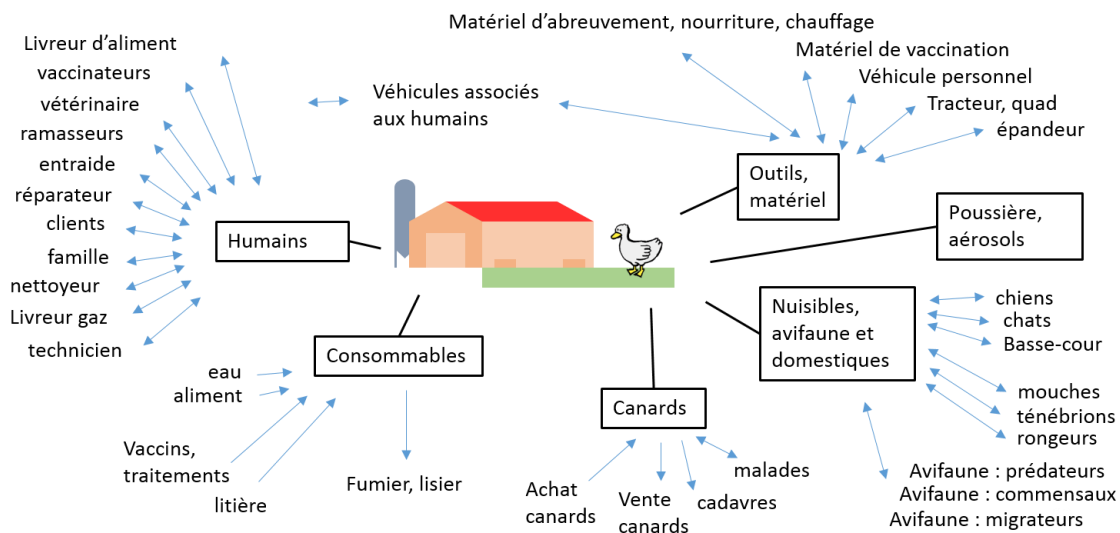 Matériel d’abreuvement, nourriture, chauffage
Livreur d’aliment
Matériel de vaccination
vaccinateurs
Véhicule personnel
Véhicules associés
aux humains
Tracteur, quad
vétérinaire
épandeur
ramasseurs
entraide
Outils,
matériel
réparateur
clients
Humains
Poussière,
aérosols
famille
nettoyeur
Livreur gaz
technicien
Nuisibles,
avifaune et
domestiques
chiens
chats
Basse-cour
Consommables
eau
aliment
mouches
ténébrions
rongeurs
Canards
Vaccins,
traitements
litière
Fumier, lisier
Achat
canards
Vente
canards
cadavres
malades
Avifaune : prédateurs
Avifaune : commensaux
Avifaune : migrateurs